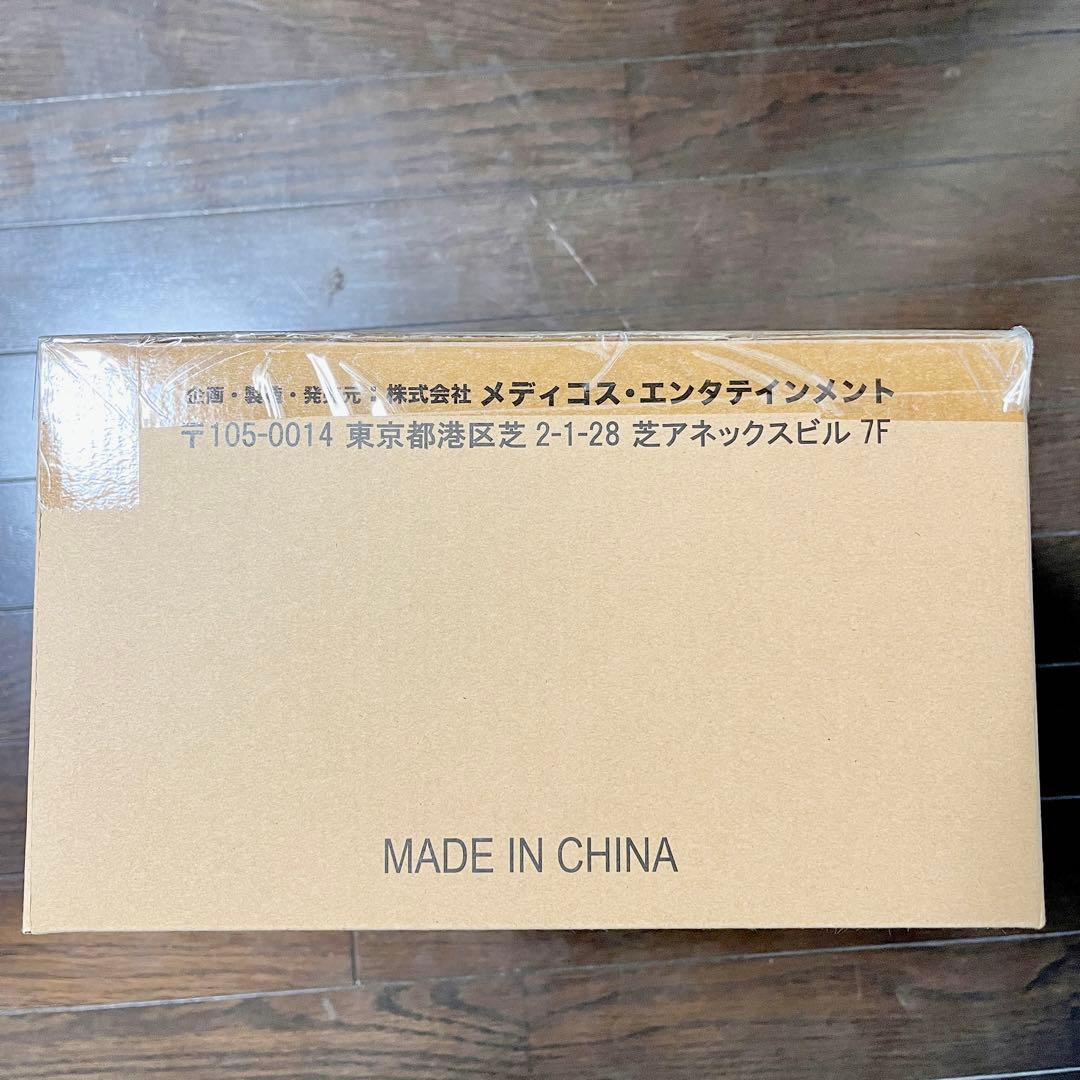 企画・製造・発売元：株式会社 メディコス・エンタテインメント
〒105-0014 東京都港区芝 2-1-28 芝アネックスビル 7F
MADE IN CHINA